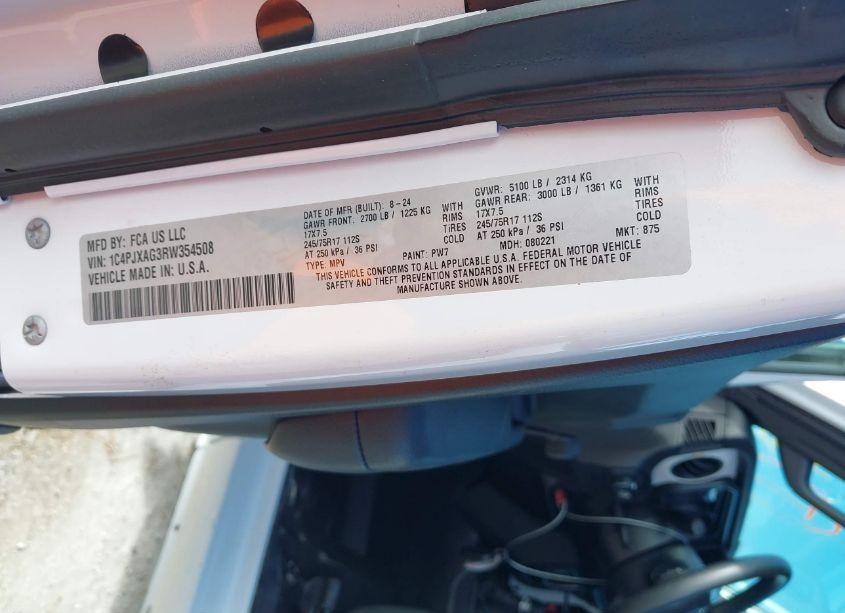 MFD BY: FCA US LLC
VIN: 1C4PJXAG3RW354508
VEHICLE MADE IN U.S.A.
DATE OF MFR (BUILT): 8-24
GAWR FRONT: 2700 LB / 1225 KG WITH
17X7.5 RIMS
245/75R17 112S TIRES
AT 250 kPa / 36 PSI COLD
TYPE: MPV PAINT: PW7
GVWR: 5100 LB / 2314 KG
GAWR REAR: 3000 LB / 1361 KG WITH
17X7.5 RIMS
245/75R17 112S TIRES
AT 250 kPa / 36 PSI COLD
MDH: 080221 MKT: 875
THIS VEHICLE CONFORMS TO ALL APPLICABLE U.S.A. FEDERAL MOTOR VEHICLE
SAFETY AND THEFT PREVENTION STANDARDS IN EFFECT ON THE DATE OF
MANUFACTURE SHOWN ABOVE.